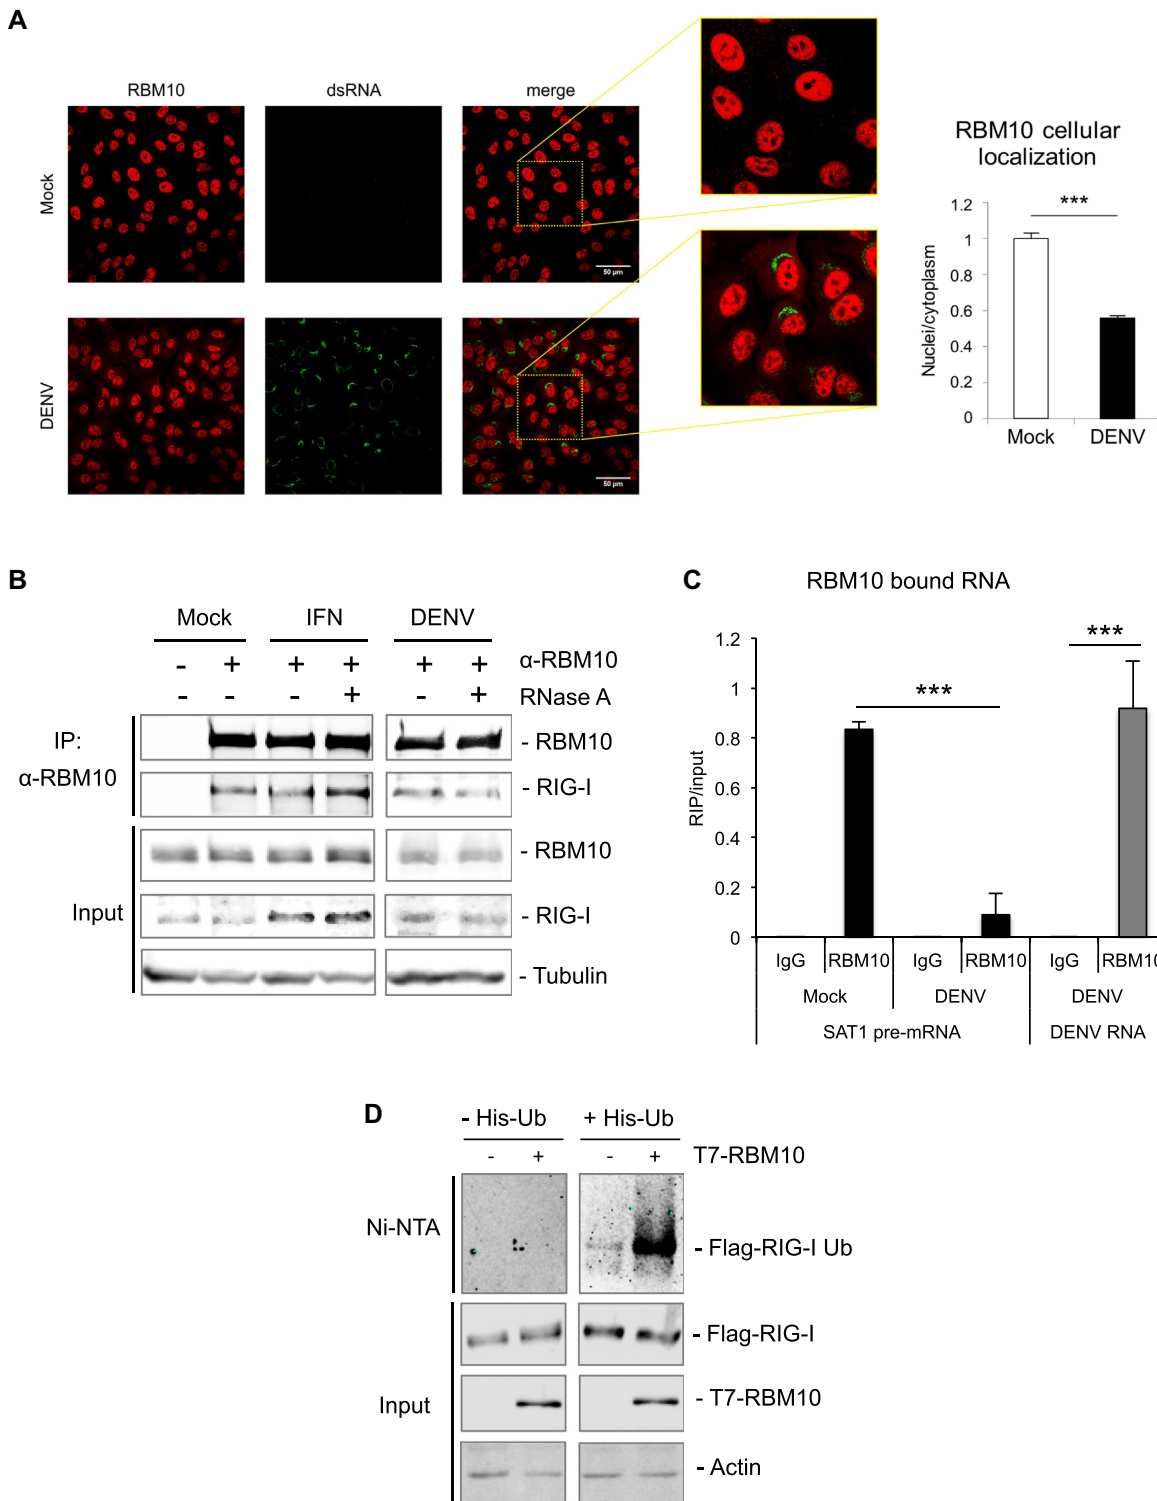 A
RBM10 dsRNA merge
Mock
50 µm
DENV
50 µm
RBM10 cellular
localization
Nuclei/cytoplasm
1.2
1
0.8
0.6
0.4
0.2
0
***
Mock DENV
B
Mock IFN DENV
- + + + + + α-RBM10
- - - + - + RNase A
IP:
α-RBM10
- RBM10
- RIG-I
Input
- RBM10
- RIG-I
- Tubulin
C
RBM10 bound RNA
RIP/input
1.2
1
0.8
0.6
0.4
0.2
0
***
***
IgG RBM10 IgG RBM10 IgG RBM10
Mock DENV DENV
SAT1 pre-mRNA DENV RNA
D
- His-Ub + His-Ub
- + - + T7-RBM10
Ni-NTA
- Flag-RIG-I Ub
Input
- Flag-RIG-I
- T7-RBM10
- Actin